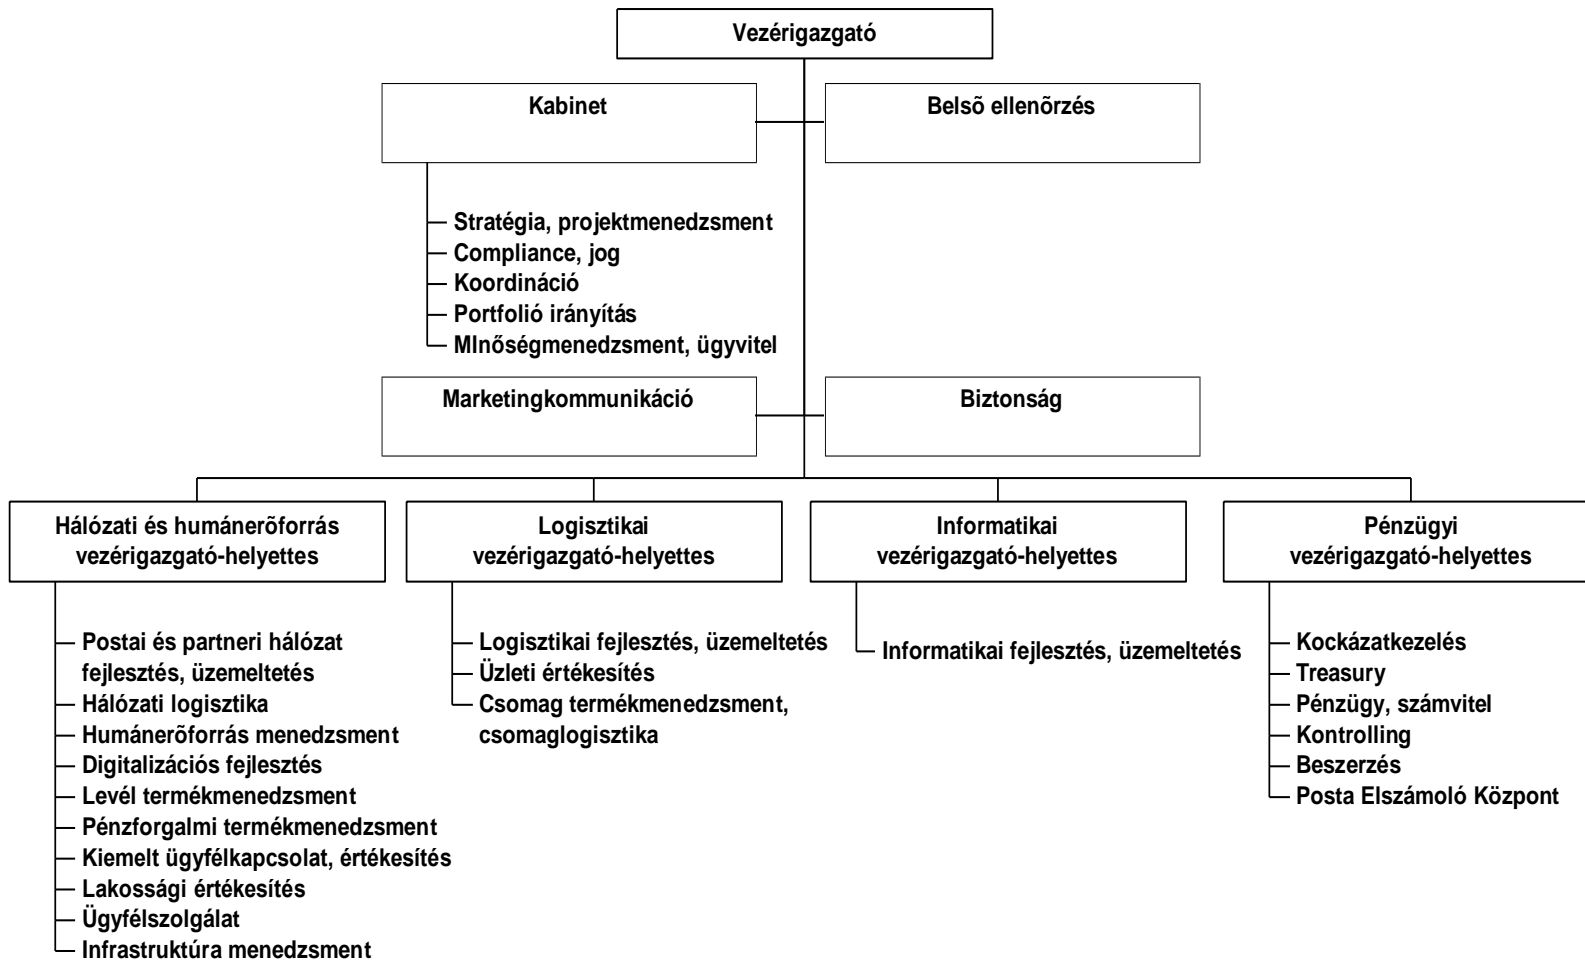 Vezérigazgató
Kabinet
Belsõ ellenõrzés
Stratégia, projektmenedzsment
Compliance, jog
Koordináció
Portfolió irányítás
MInőségmenedzsment, ügyvitel
Marketingkommunikáció
Biztonság
Hálózati és humánerõforrás
vezérigazgató-helyettes
Logisztikai
vezérigazgató-helyettes
Informatikai
vezérigazgató-helyettes
Pénzügyi
vezérigazgató-helyettes
Postai és partneri hálózat
fejlesztés, üzemeltetés
Hálózati logisztika
Humánerõforrás menedzsment
Digitalizációs fejlesztés
Levél termékmenedzsment
Pénzforgalmi termékmenedzsment
Kiemelt ügyfélkapcsolat, értékesítés
Lakossági értékesítés
Ügyfélszolgálat
Infrastruktúra menedzsment
Logisztikai fejlesztés, üzemeltetés
Üzleti értékesítés
Csomag termékmenedzsment,
csomaglogisztika
Informatikai fejlesztés, üzemeltetés
Kockázatkezelés
Treasury
Pénzügy, számvitel
Kontrolling
Beszerzés
Posta Elszámoló Központ